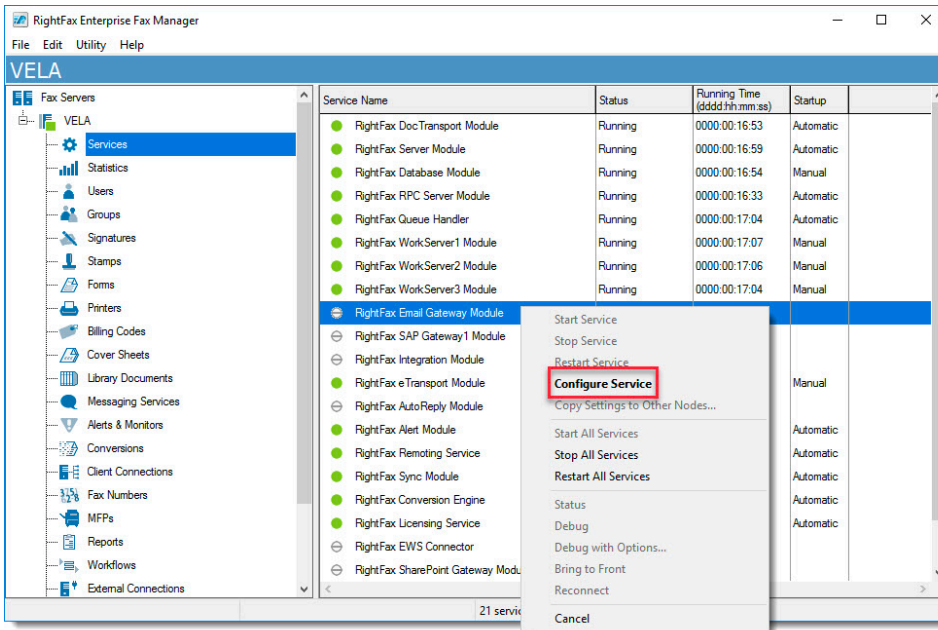 RightFax Enterprise Fax Manager
File Edit Utility Help
VELA
Fax Servers
VELA
Services
Statistics
Users
Groups
Signatures
Stamps
Forms
Printers
Billing Codes
Cover Sheets
Library Documents
Messaging Services
Alerts & Monitors
Conversions
Client Connections
Fax Numbers
MFPs
Reports
Workflows
External Connections
Service Name Status Running Time (dddd:hh:mm:ss) Startup
RightFax DocTransport Module Running 0000:00:16:53 Automatic
RightFax Server Module Running 0000:00:16:59 Automatic
RightFax Database Module Running 0000:00:16:54 Manual
RightFax RPC Server Module Running 0000:00:16:33 Automatic
RightFax Queue Handler Running 0000:00:17:04 Automatic
RightFax WorkServer1 Module Running 0000:00:17:07 Manual
RightFax WorkServer2 Module Running 0000:00:17:06 Manual
RightFax WorkServer3 Module Running 0000:00:17:04 Manual
RightFax Email Gateway Module
RightFax SAP Gateway1 Module
RightFax Integration Module
RightFax eTransport Module Manual
RightFax AutoReply Module
RightFax Alert Module Automatic
RightFax Remoting Service Automatic
RightFax Sync Module Automatic
RightFax Conversion Engine Automatic
RightFax Licensing Service Automatic
RightFax EWS Connector
RightFax SharePoint Gateway Modu
Start Service
Stop Service
Restart Service
Configure Service
Copy Settings to Other Nodes...
Start All Services
Stop All Services
Restart All Services
Status
Debug
Debug with Options...
Bring to Front
Reconnect
Cancel
21 servic